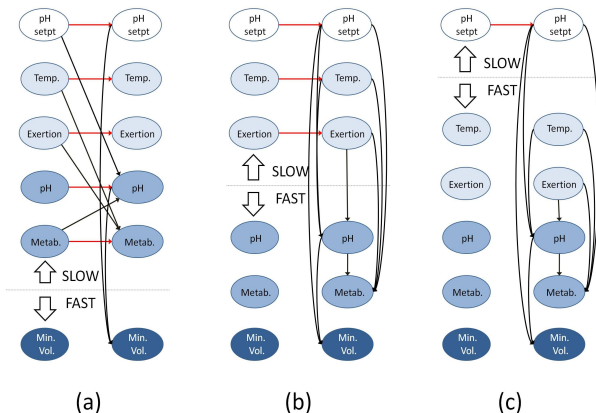 pH
setpt
pH
setpt
Temp.
Temp.
Exertion
Exertion
pH
pH
Metab.
Metab.
SLOW
FAST
Min.
Vol.
Min.
Vol.
(a)
pH
setpt
pH
setpt
Temp.
Temp.
Exertion
Exertion
SLOW
FAST
pH
pH
Metab.
Metab.
Min.
Vol.
Min.
Vol.
(b)
pH
setpt
pH
setpt
SLOW
FAST
Temp.
Temp.
Exertion
Exertion
pH
pH
Metab.
Metab.
Min.
Vol.
Min.
Vol.
(c)